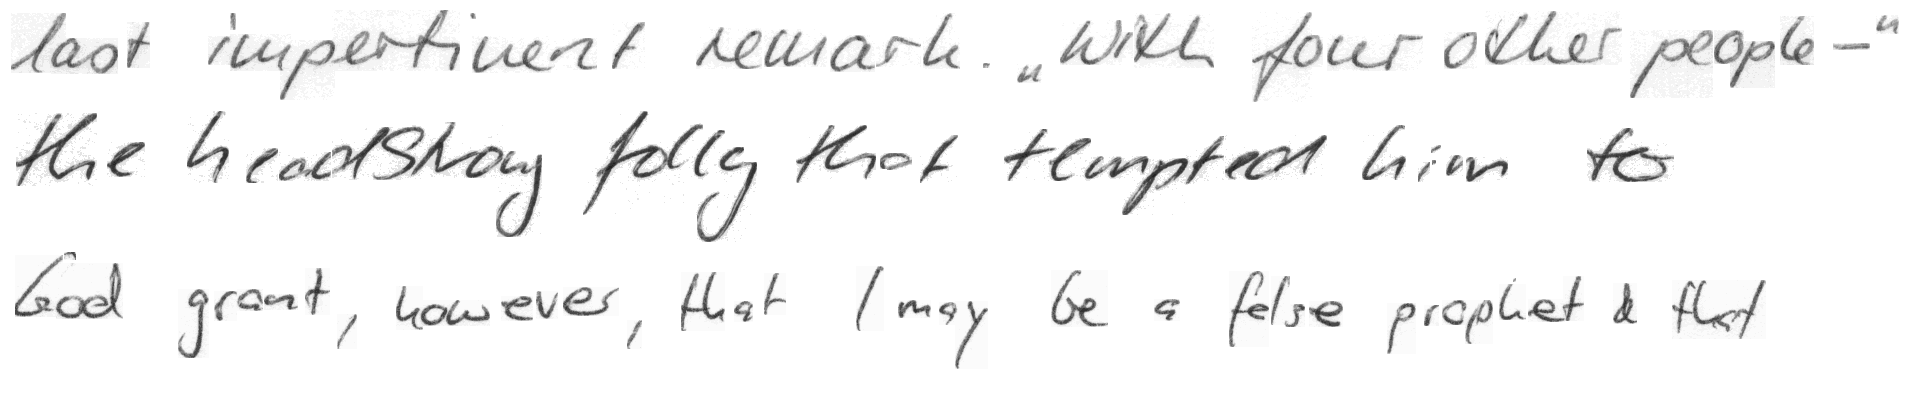 last impertinent remark. „With four other people -"
the headstrong folly that tempted him to
God grant, however, that I may be a false prophet & that